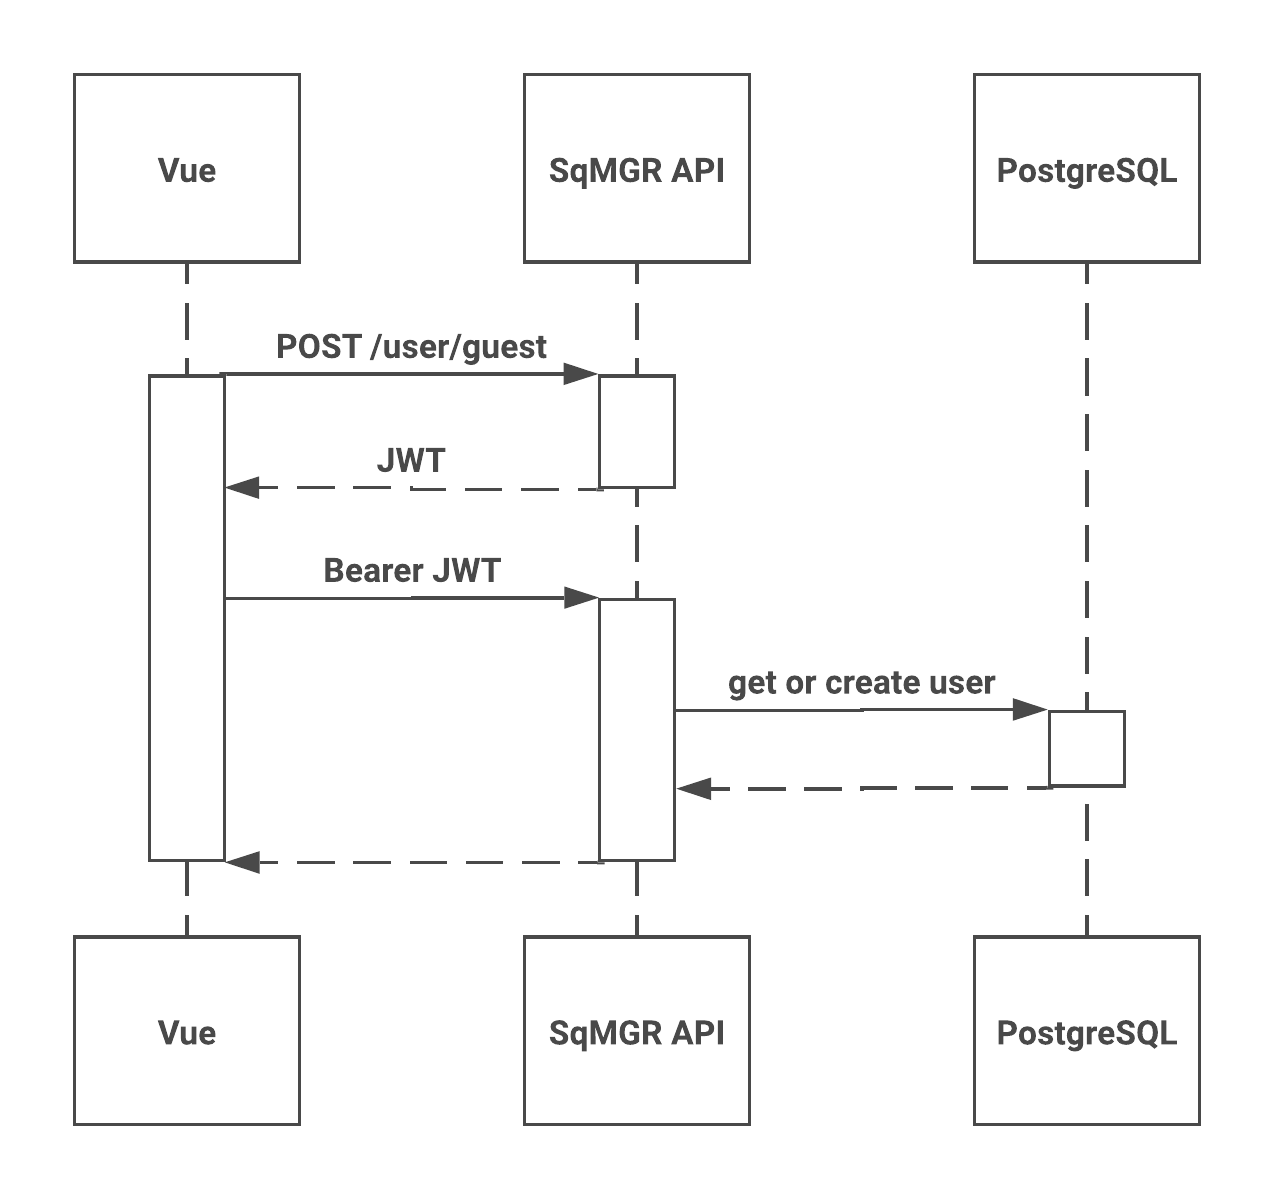 Vue
SqMGR API
PostgreSQL
POST /user/guest
JWT
Bearer JWT
get or create user
Vue
SqMGR API
PostgreSQL